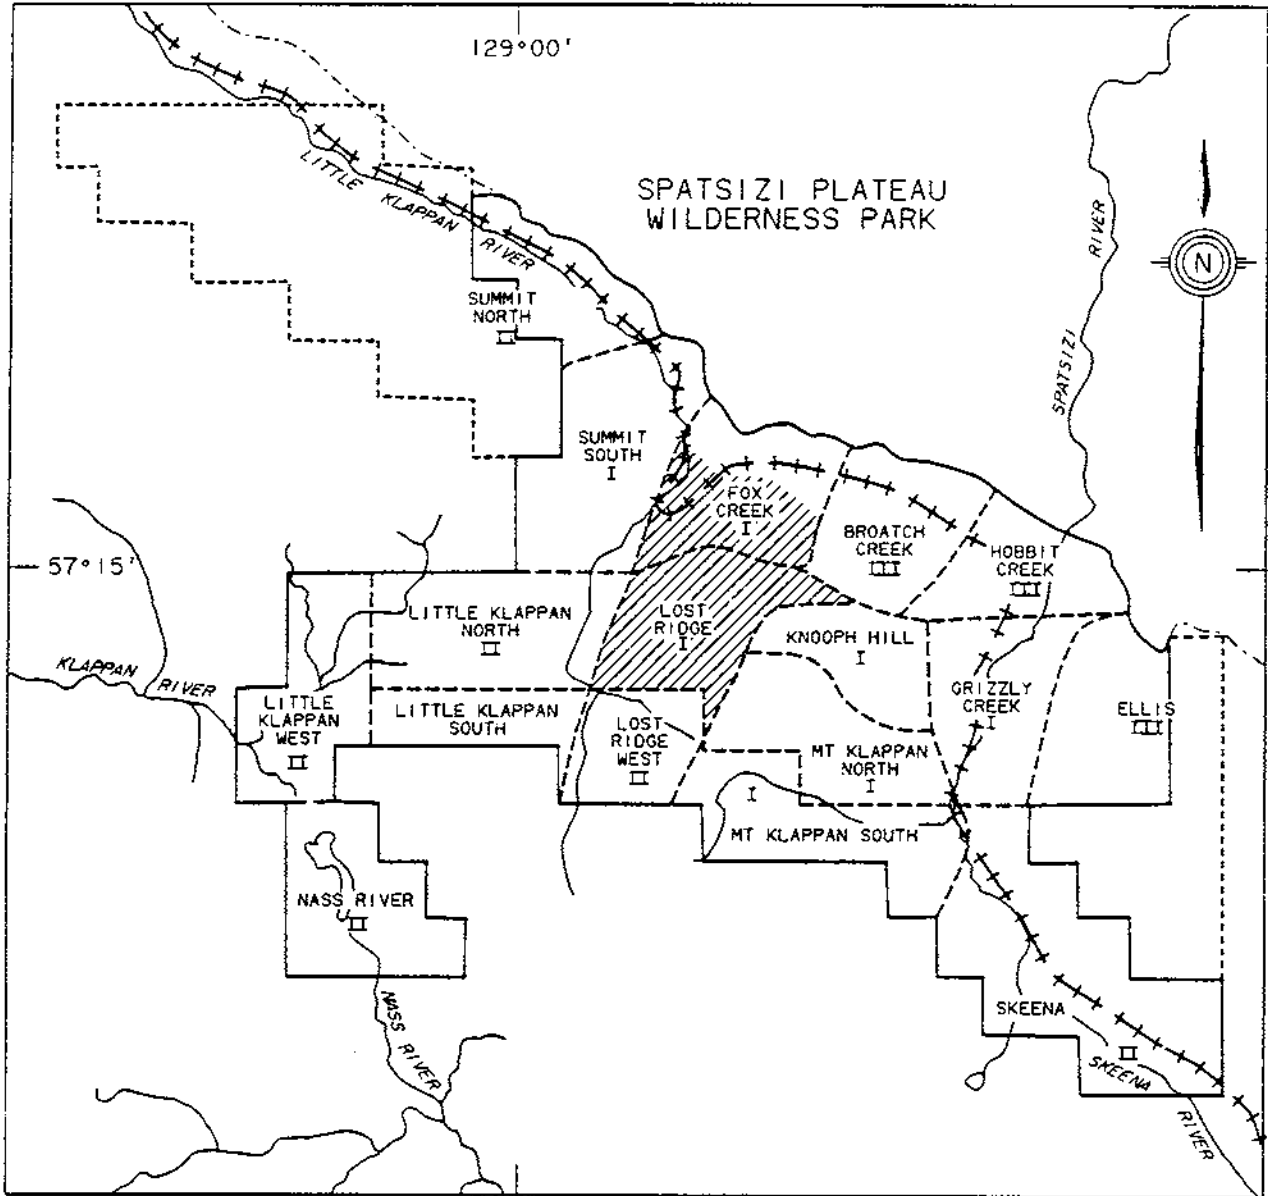 129°00'
SPATSIZI PLATEAU
WILDERNESS PARK
LITTLE KLAPPAN RIVER
SPATSIZI RIVER
N
SUMMIT
NORTH
II
SUMMIT
SOUTH
I
FOX
CREEK
I
BROATCH
CREEK
III
HOBBIT
CREEK
III
57°15'
LITTLE KLAPPAN
NORTH
II
LOST
RIDGE
I
KNOOPH HILL
I
KLAPPAN RIVER
LITTLE
KLAPPAN
WEST
II
LITTLE KLAPPAN
SOUTH
LOST
RIDGE
WEST
II
GRIZZLY
CREEK
I
ELLIS
III
MT KLAPPAN
NORTH
I
I
MT KLAPPAN SOUTH
NASS RIVER
II
NASS RIVER
SKEENA
II
SKEENA RIVER